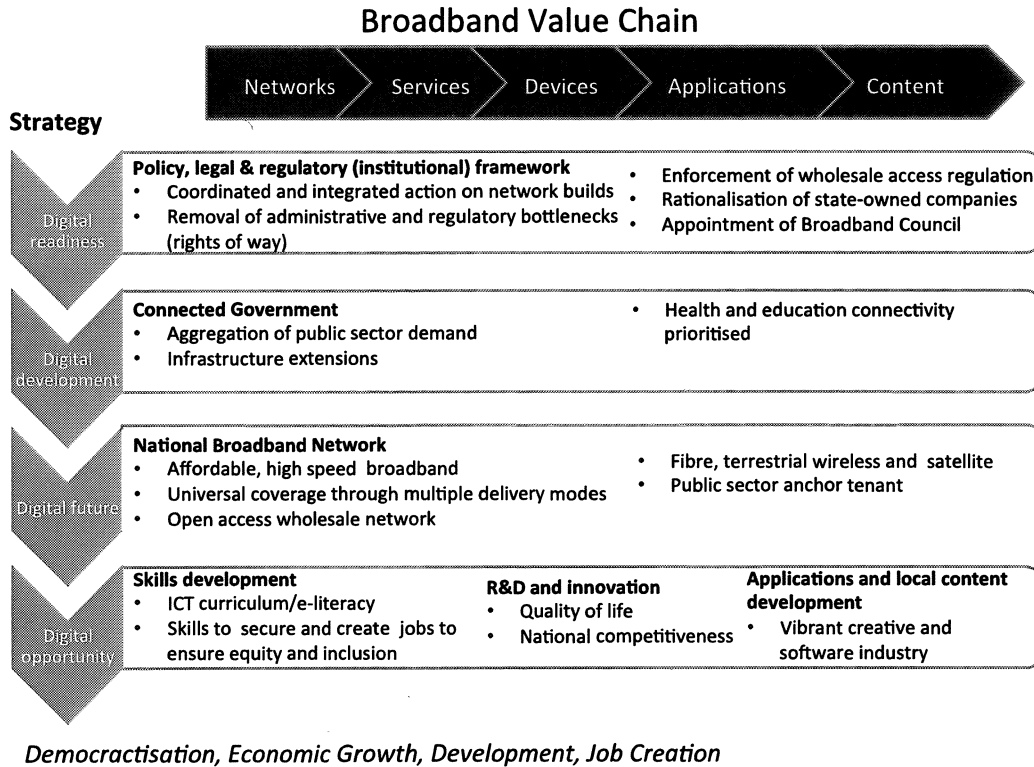 Broadband Value Chain
Networks
Services
Devices
Applications
Content
Strategy
Digital
readiness
Policy, legal & regulatory (institutional) framework
• Coordinated and integrated action on network builds
• Removal of administrative and regulatory bottlenecks
(rights of way)
• Enforcement of wholesale access regulation
• Rationalisation of state-owned companies
• Appointment of Broadband Council
Digital
development
Connected Government
• Aggregation of public sector demand
• Infrastructure extensions
• Health and education connectivity
prioritised
Digital future
National Broadband Network
• Affordable, high speed broadband
• Universal coverage through multiple delivery modes
• Open access wholesale network
• Fibre, terrestrial wireless and satellite
• Public sector anchor tenant
Digital
opportunity
Skills development
• ICT curriculum/e-literacy
• Skills to secure and create jobs to
ensure equity and inclusion
R&D and innovation
• Quality of life
• National competitiveness
Applications and local content
development
• Vibrant creative and
software industry
Democractisation, Economic Growth, Development, Job Creation